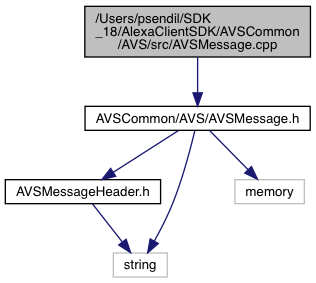 /Users/psendil/SDK
_18/AlexaClientSDK/AVSCommon
/AVS/src/AVSMessage.cpp
AVSCommon/AVS/AVSMessage.h
AVSMessageHeader.h
memory
string